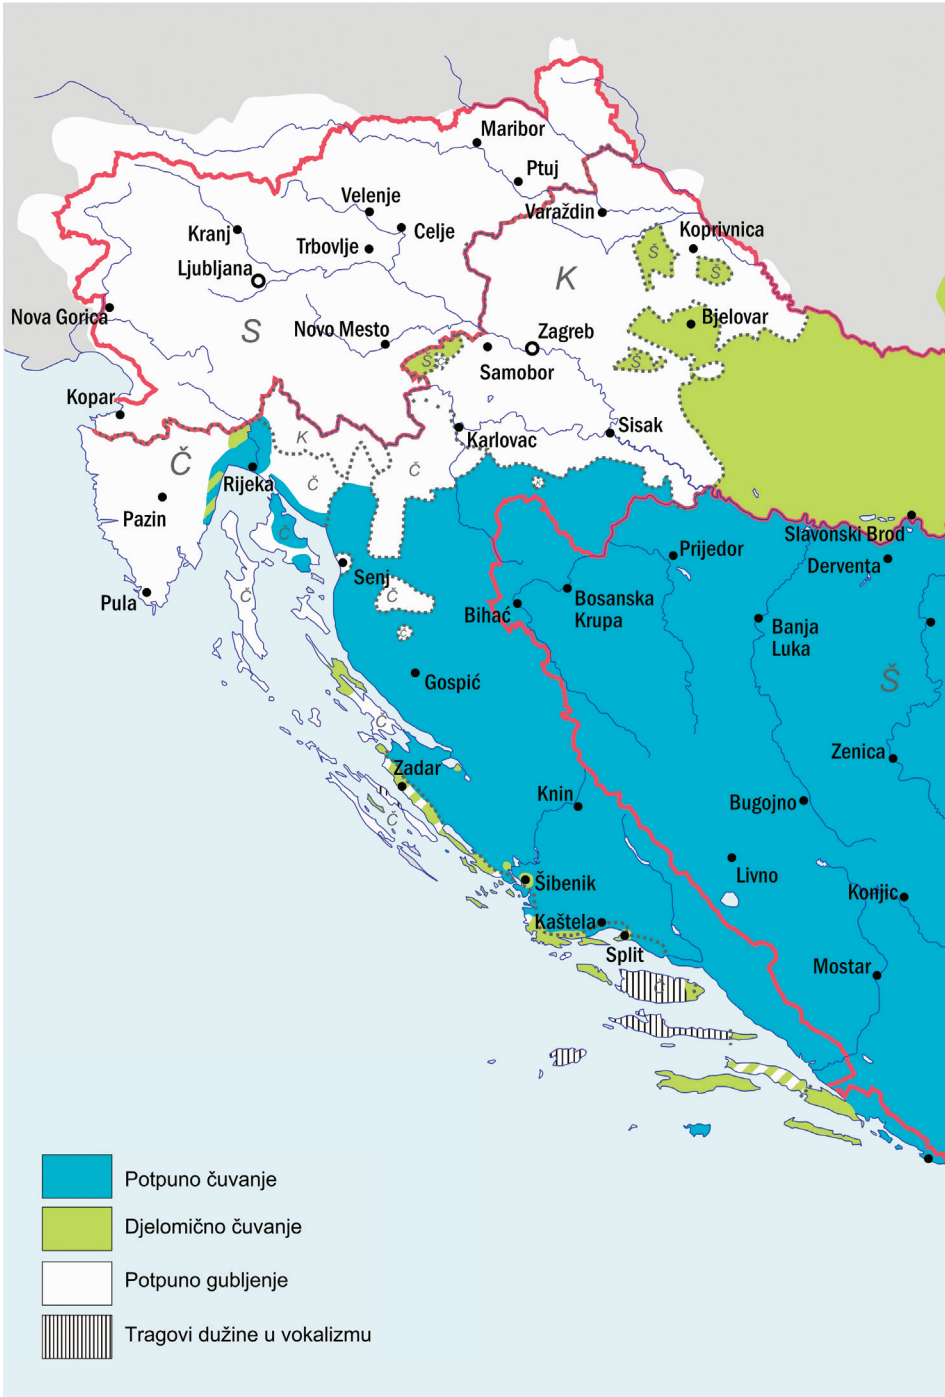 Maribor
Ptuj
Velenje
Varaždin
Kranj
Celje
Koprivnica
Trbovlje
Š
Ljubljana
Š
K
Nova Gorica
S
Novo Mesto
Zagreb
Bjelovar
Š
Č
Š
Samobor
Kopar
Sisak
K
Karlovac
Č
Č
Č
Rijeka
Č
Pazin
Slavonski Brod
Č
Prijedor
Derventa
Senj
Pula
Č
Č
Bosanska
Krupa
Bihać
Banja
Luka
Č
Gospić
Š
Č
Zenica
Zadar
Knin
Bugojno
Č
Livno
Šibenik
Konjic
Kaštela
Split
Mostar
Č
Potpuno čuvanje
Djelomično čuvanje
Potpuno gubljenje
Tragovi dužine u vokalizmu